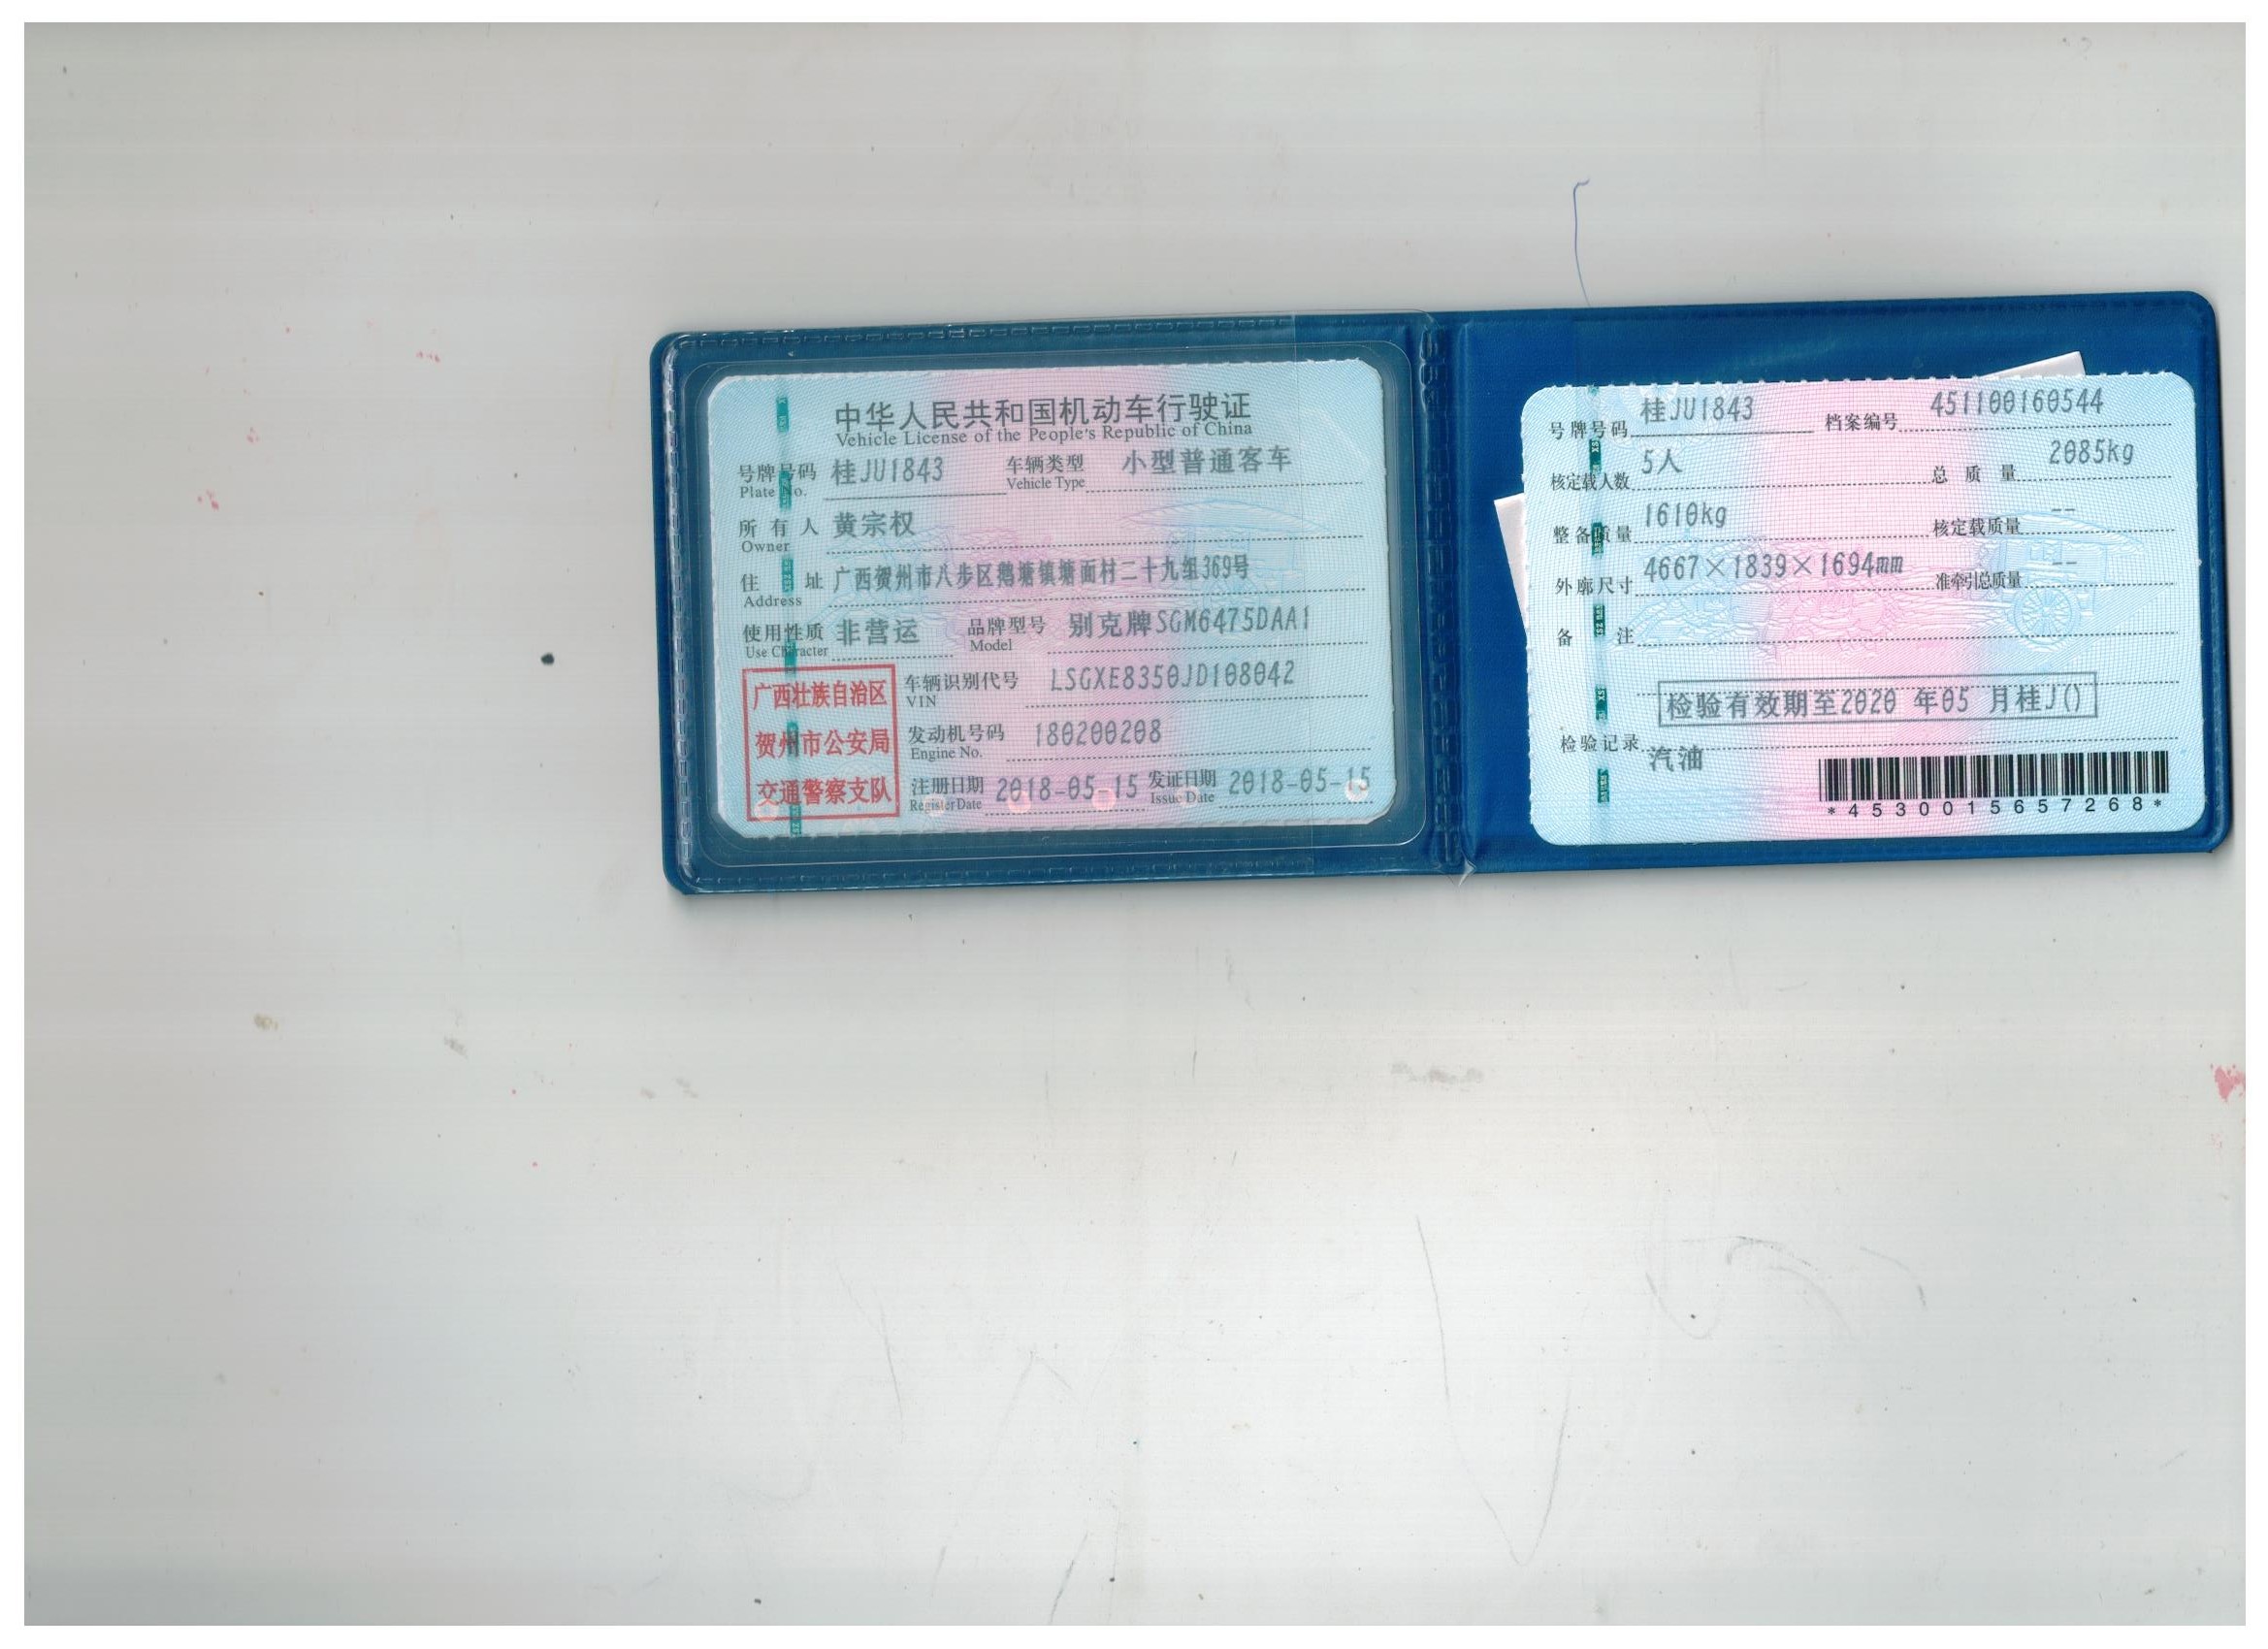 中华人民共和国机动车行驶证
Vehicle License of the People's Republic of China
号牌号码 桂JU1843 车辆类型 小型普通客车
Plate No. Vehicle Type
所有人 黄宗权
Owner
住址 广西贺州市八步区鹅塘镇塘面村二十九组369号
Address
使用性质 非营运 品牌型号 别克牌SGM6475DAA1
Use Character Model
广西壮族自治区
贺州市公安局
交通警察支队
车辆识别代号 LSGXE8350JD108042
VIN
发动机号码 180200208
Engine No.
注册日期 2018-05-15 发证日期 2018-05-15
Register Date Issue Date
号牌号码 桂JU1843 档案编号 451100160544
核定载人数 5人 总质量 2085kg
整备质量 1610kg 核定载质量 --
外廓尺寸 4667×1839×1694mm 准牵引总质量 --
备注
检验有效期至2020 年05 月桂J()
检验记录
汽油
*4530015657268*